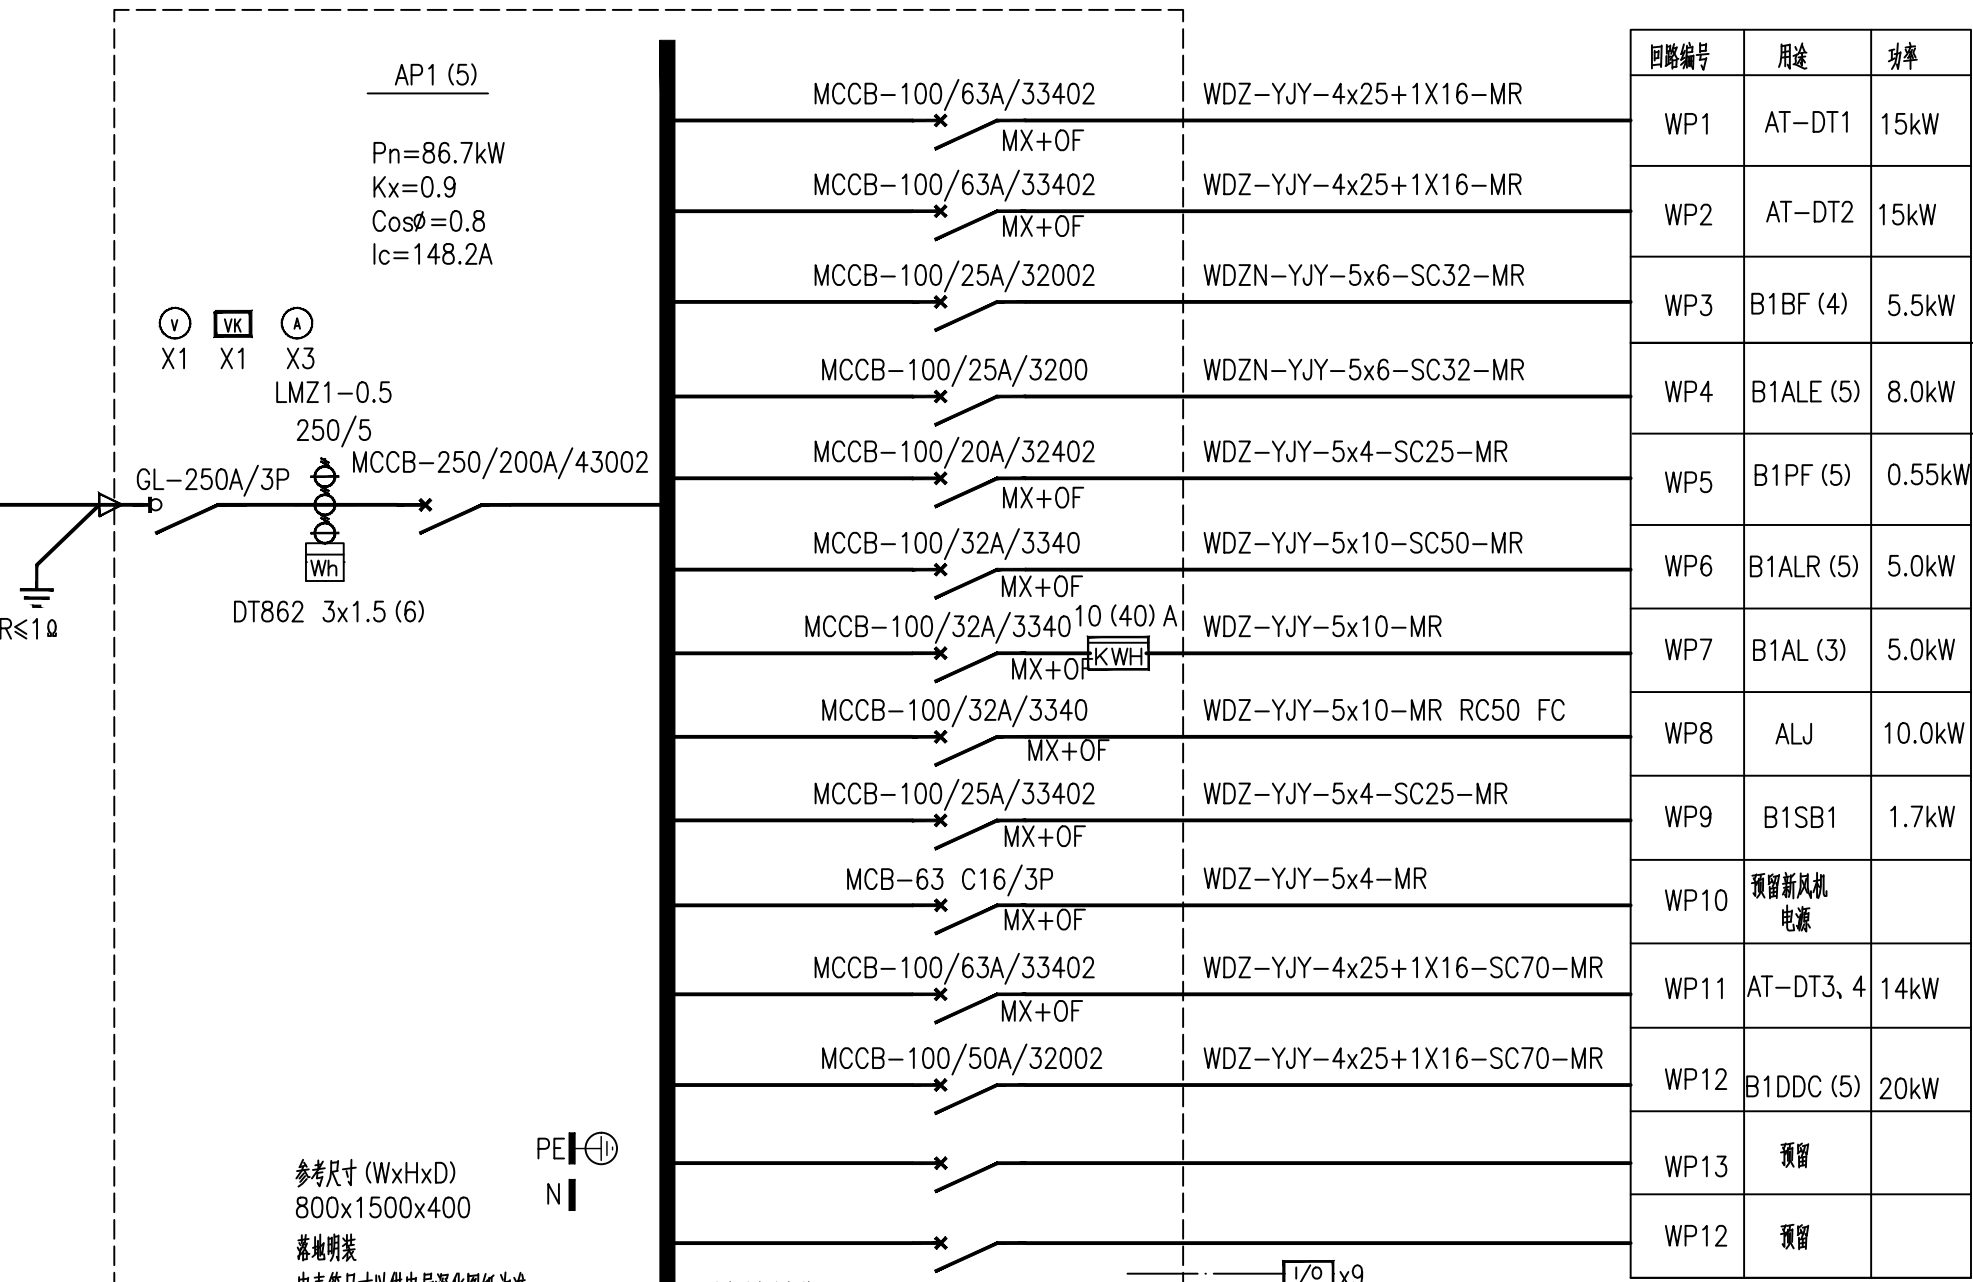 AP1 (5)
Pn=86.7kW
Kx=0.9
CosØ=0.8
Ic=148.2A
V
VK
A
X1
X1
X3
LMZ1-0.5
250/5
GL-250A/3P
MCCB-250/200A/43002
Wh
DT862 3x1.5 (6)
R≤1Ω
PE
N
参考尺寸 (WxHxD)
800x1500x400
落地明装
回路编号 用途 功率
MCCB-100/63A/33402 WDZ-YJY-4x25+1X16-MR
MX+OF
WP1 AT-DT1 15kW
MCCB-100/63A/33402 WDZ-YJY-4x25+1X16-MR
MX+OF
WP2 AT-DT2 15kW
MCCB-100/25A/32002 WDZN-YJY-5x6-SC32-MR
WP3 B1BF (4) 5.5kW
MCCB-100/25A/3200 WDZN-YJY-5x6-SC32-MR
WP4 B1ALE (5) 8.0kW
MCCB-100/20A/32402 WDZ-YJY-5x4-SC25-MR
MX+OF
WP5 B1PF (5) 0.55kW
MCCB-100/32A/3340 WDZ-YJY-5x10-SC50-MR
MX+OF
WP6 B1ALR (5) 5.0kW
MCCB-100/32A/3340 10 (40) A WDZ-YJY-5x10-MR
MX+OF KWH
WP7 B1AL (3) 5.0kW
MCCB-100/32A/3340 WDZ-YJY-5x10-MR RC50 FC
MX+OF
WP8 ALJ 10.0kW
MCCB-100/25A/33402 WDZ-YJY-5x4-SC25-MR
MX+OF
WP9 B1SB1 1.7kW
MCB-63 C16/3P WDZ-YJY-5x4-MR
MX+OF
WP10 预留新风机
电源
MCCB-100/63A/33402 WDZ-YJY-4x25+1X16-SC70-MR
MX+OF
WP11 AT-DT3、4 14kW
MCCB-100/50A/32002 WDZ-YJY-4x25+1X16-SC70-MR
WP12 B1DDC (5) 20kW
WP13 预留
WP12 预留
I/O x9